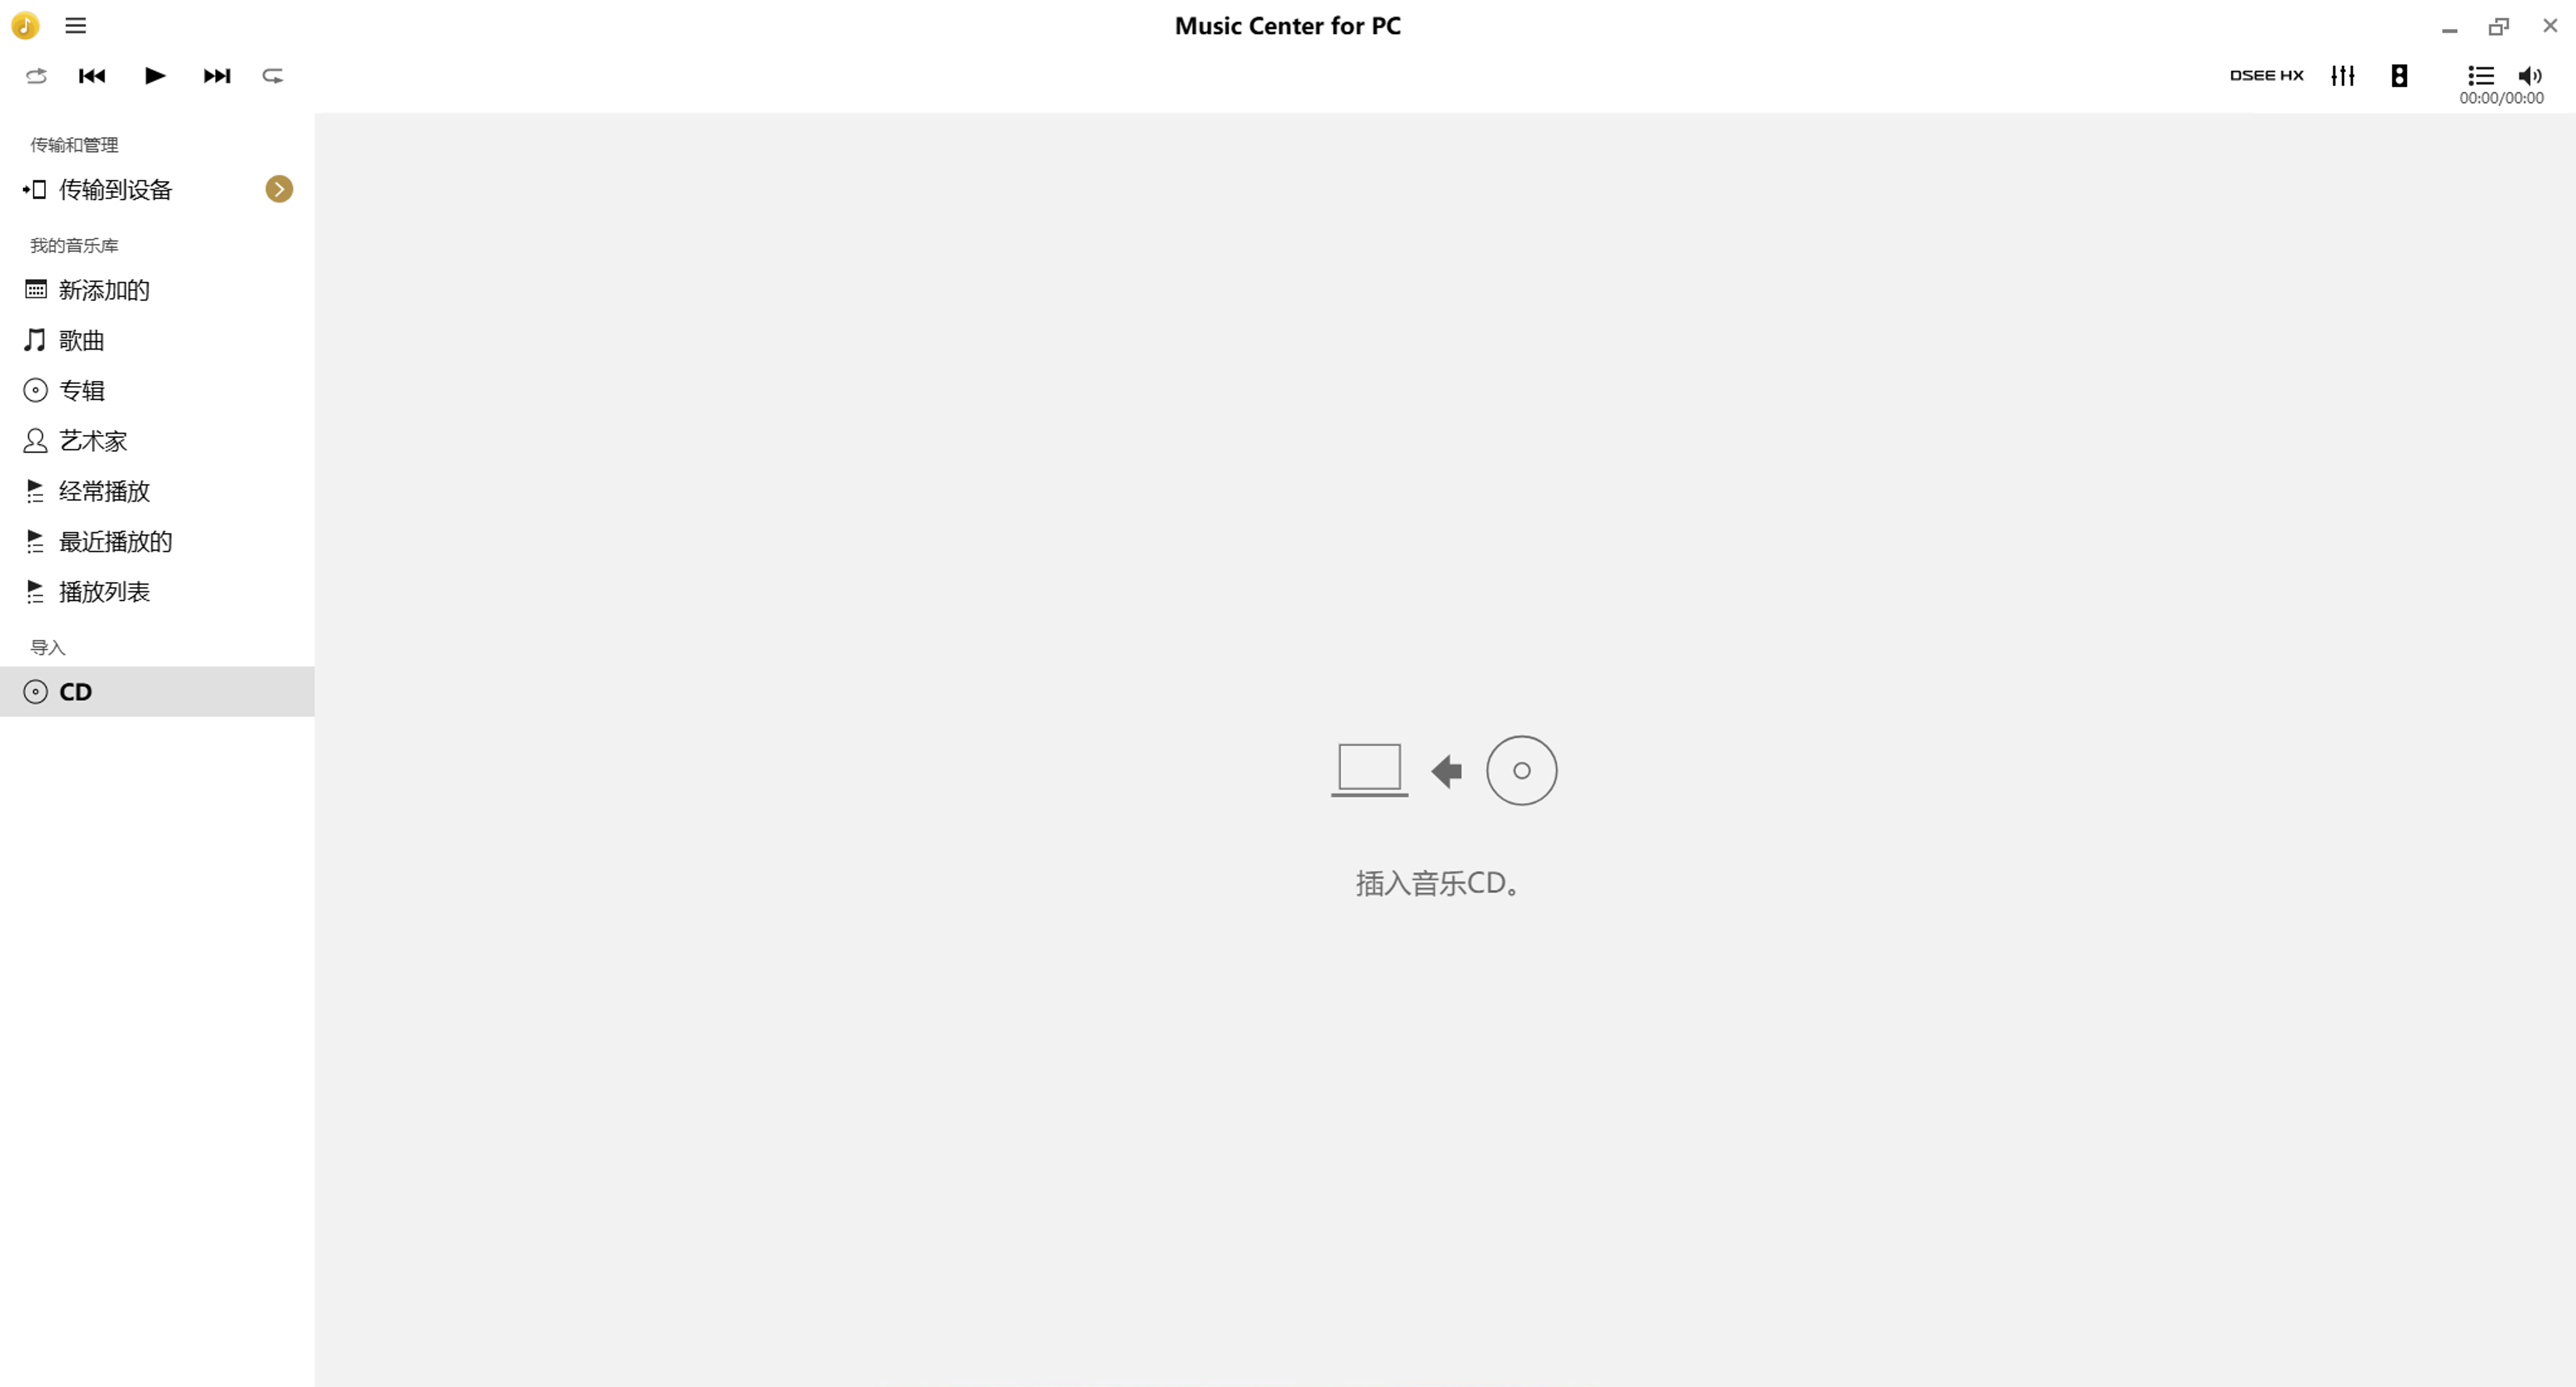 Music Center for PC
DSEE HX
00:00/00:00
传输和管理
传输到设备
我的音乐库
新添加的
歌曲
专辑
艺术家
经常播放
最近播放的
播放列表
导入
CD
插入音乐CD。